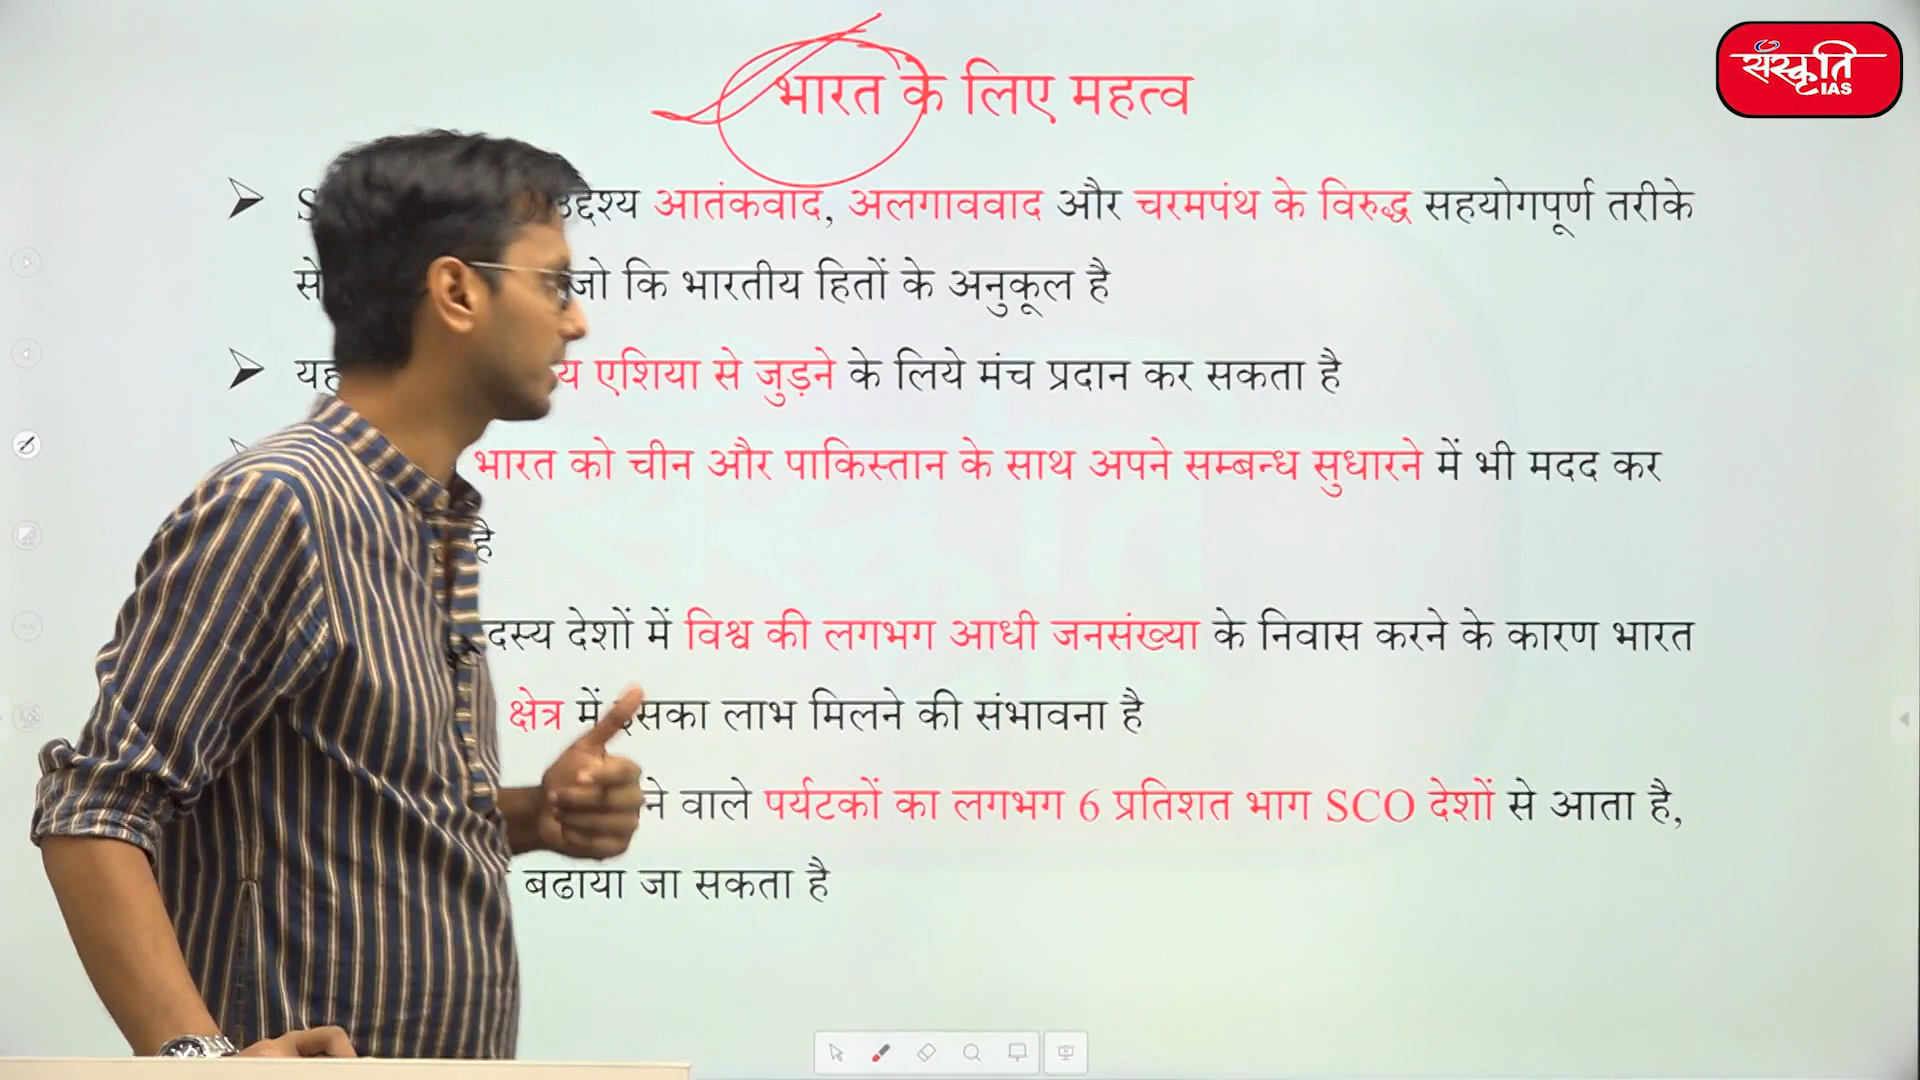 संस्कृति
IAS
भारत के लिए महत्व
उद्देश्य आतंकवाद, अलगाववाद और चरमपंथ के विरुद्ध सहयोगपूर्ण तरीके
से जो कि भारतीय हितों के अनुकूल है
यह एशिया से जुड़ने के लिये मंच प्रदान कर सकता है
भारत को चीन और पाकिस्तान के साथ अपने सम्बन्ध सुधारने में भी मदद कर
है
देशों में विश्व की लगभग आधी जनसंख्या के निवास करने के कारण भारत
क्षेत्र में इसका लाभ मिलने की संभावना है
वाले पर्यटकों का लगभग 6 प्रतिशत भाग SCO देशों से आता है,
बढाया जा सकता है